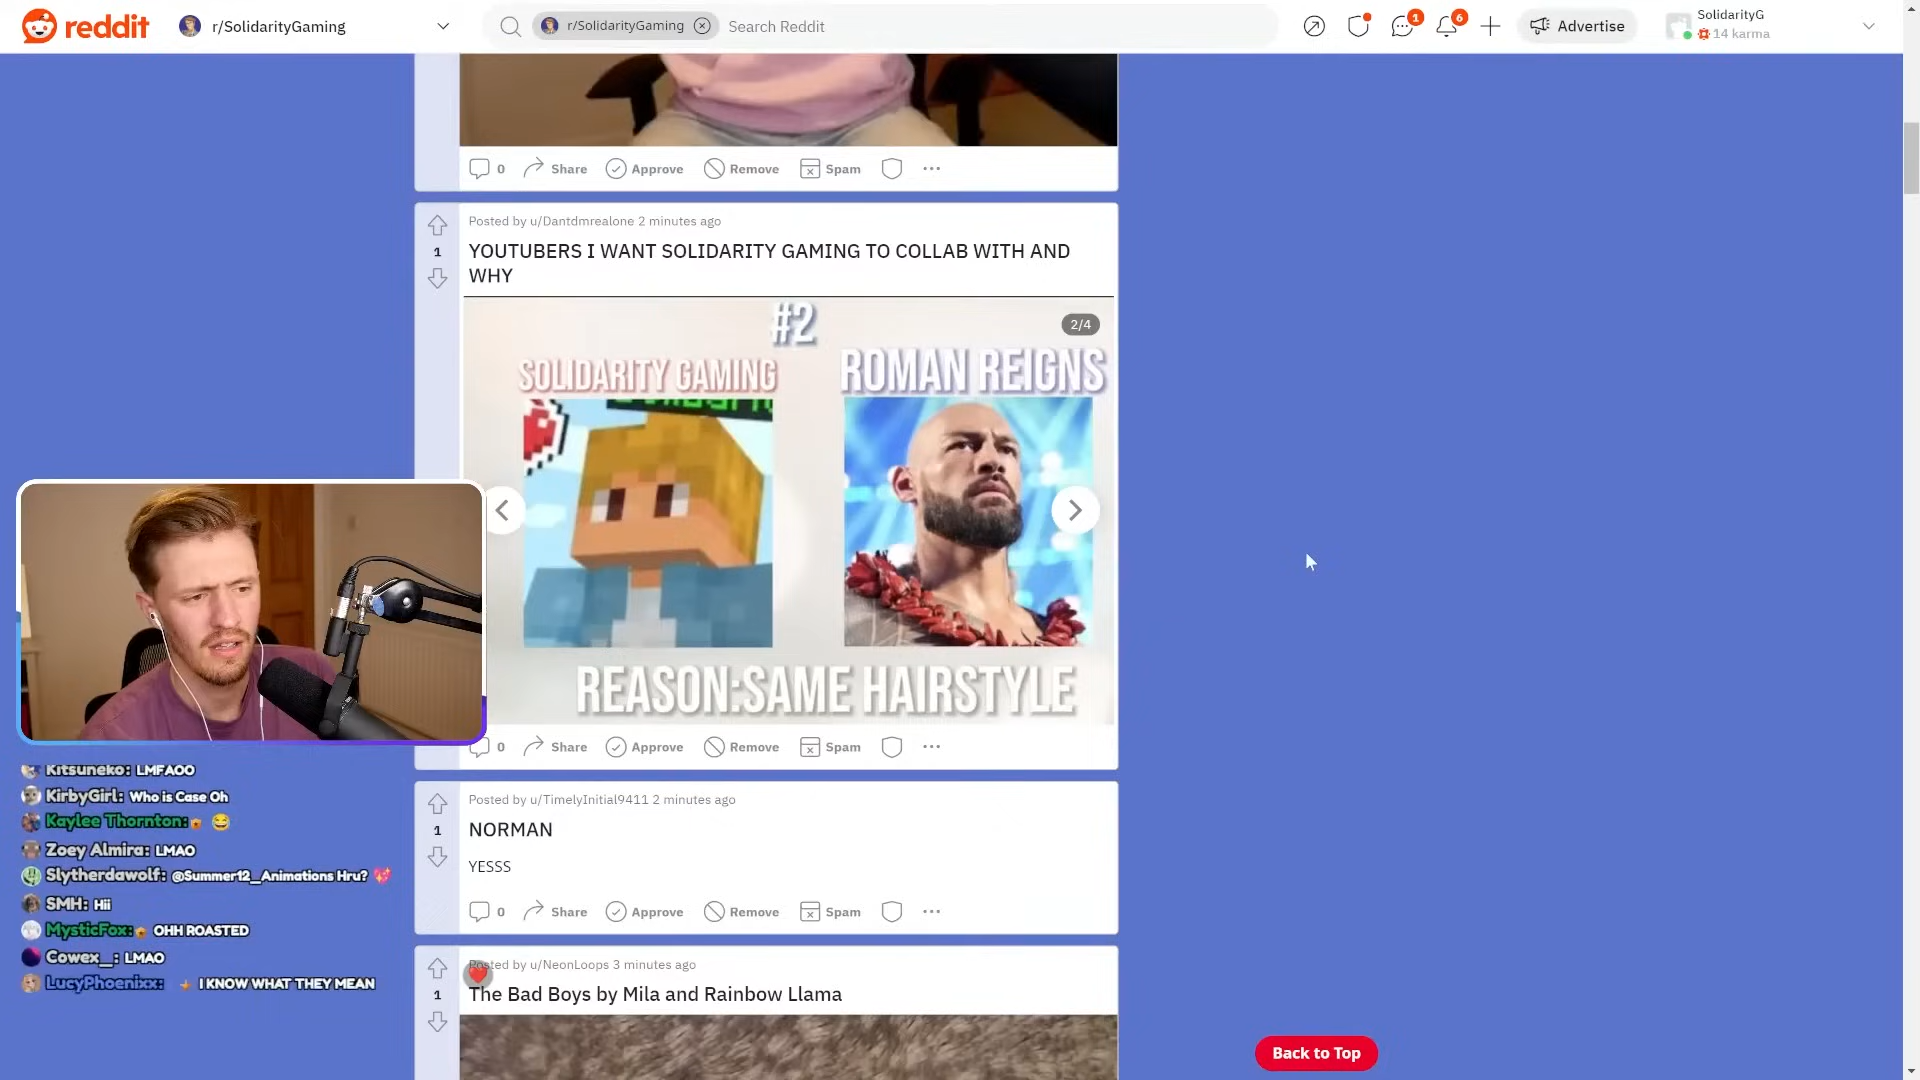 reddit
r/SolidarityGaming
r/SolidarityGaming
Search Reddit
1
6
Advertise
SolidarityG
14 karma
0 Share Approve Remove Spam
Posted by u/Dantdmrealone 2 minutes ago
1
YOUTUBERS I WANT SOLIDARITY GAMING TO COLLAB WITH AND
WHY
#2
2/4
SOLIDARITY GAMING
ROMAN REIGNS
REASON:SAME HAIRSTYLE
0 Share Approve Remove Spam
Posted by u/TimelyInitial9411 2 minutes ago
1
NORMAN
YESSS
0 Share Approve Remove Spam
Posted by u/NeonLoops 3 minutes ago
1
The Bad Boys by Mila and Rainbow Llama
Back to Top
Kitsuneko: LMFAOO
KirbyGirl: Who is Case Oh
Kaylee Thornton: 😂
Zoey Almira: LMAO
Slytherdawolf: @Summer12_Animations Hru? 💖
SMH: Hii
MysticFox: OHH ROASTED
Cowex_: LMAO
LucyPhoenixx: I KNOW WHAT THEY MEAN